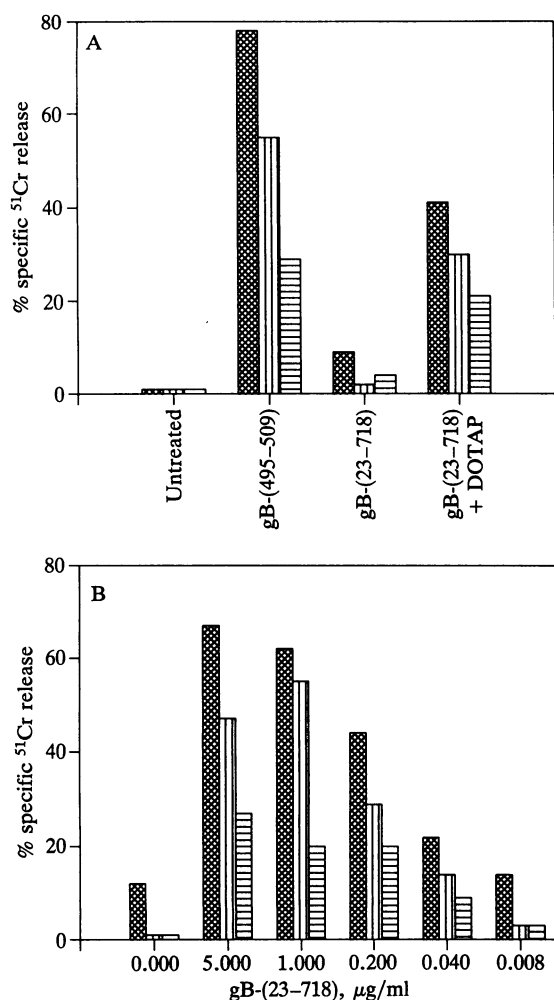 A
80
60
40
20
0
% specific ⁵¹Cr release
Untreated
gB-(495–509)
gB-(23–718)
gB-(23–718)
+ DOTAP
B
80
60
40
20
0
% specific ⁵¹Cr release
0.000 5.000 1.000 0.200 0.040 0.008
gB-(23–718), μg/ml